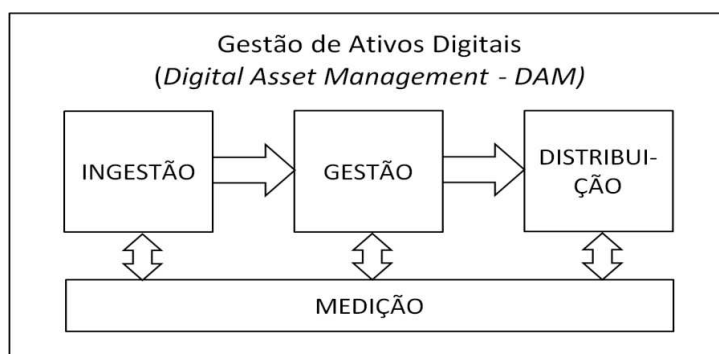 Gestão de Ativos Digitais
(Digital Asset Management - DAM)
INGESTÃO
GESTÃO
DISTRIBUI-
ÇÃO
MEDIÇÃO